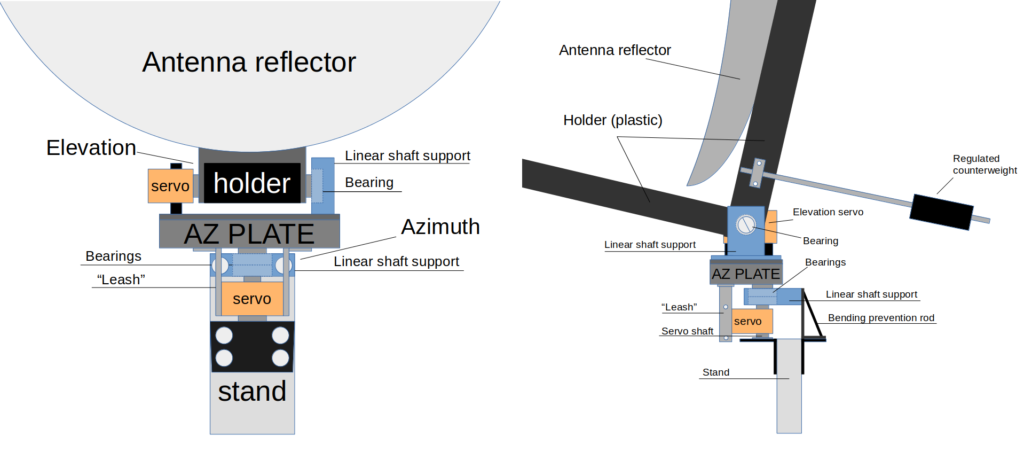 Antenna reflector
Elevation
Linear shaft support
servo
holder
Bearing
AZ PLATE
Azimuth
Bearings
Linear shaft support
“Leash”
servo
stand
Antenna reflector
Holder (plastic)
Regulated
counterweight
Elevation servo
Linear shaft support
Bearing
Bearings
AZ PLATE
Linear shaft support
“Leash”
servo
Bending prevention rod
Servo shaft
Stand